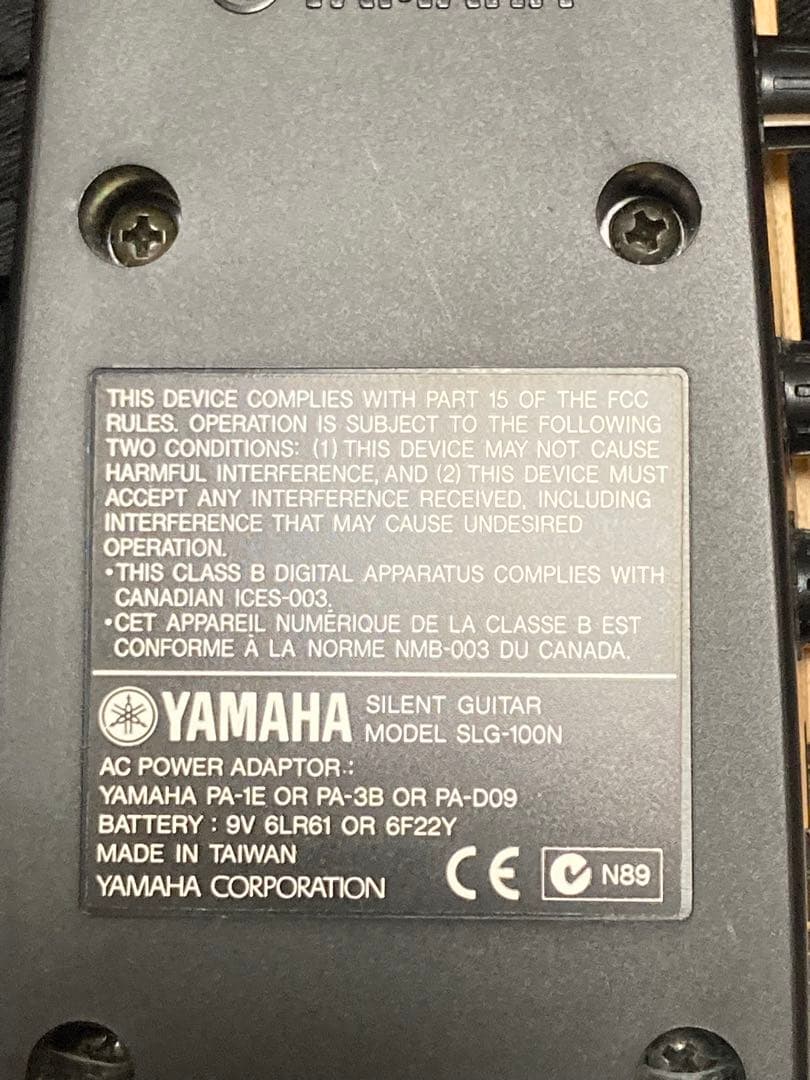 YAMAHA
THIS DEVICE COMPLIES WITH PART 15 OF THE FCC
RULES. OPERATION IS SUBJECT TO THE FOLLOWING
TWO CONDITIONS: (1) THIS DEVICE MAY NOT CAUSE
HARMFUL INTERFERENCE, AND (2) THIS DEVICE MUST
ACCEPT ANY INTERFERENCE RECEIVED, INCLUDING
INTERFERENCE THAT MAY CAUSE UNDESIRED
OPERATION.
•THIS CLASS B DIGITAL APPARATUS COMPLIES WITH
CANADIAN ICES-003.
•CET APPAREIL NUMÉRIQUE DE LA CLASSE B EST
CONFORME À LA NORME NMB-003 DU CANADA.
YAMAHA SILENT GUITAR
MODEL SLG-100N
AC POWER ADAPTOR:
YAMAHA PA-1E OR PA-3B OR PA-D09
BATTERY : 9V 6LR61 OR 6F22Y
MADE IN TAIWAN
YAMAHA CORPORATION
CE N89